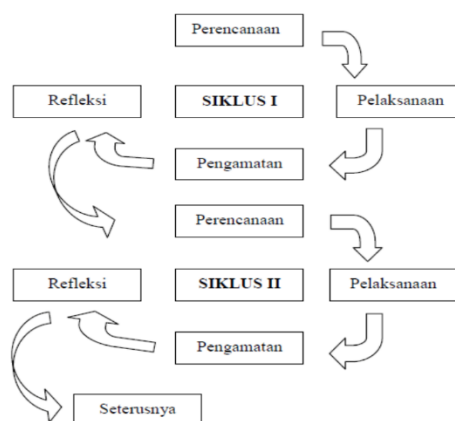 Perencanaan
Refleksi
SIKLUS I
Pelaksanaan
Pengamatan
Perencanaan
Refleksi
SIKLUS II
Pelaksanaan
Pengamatan
Seterusnya